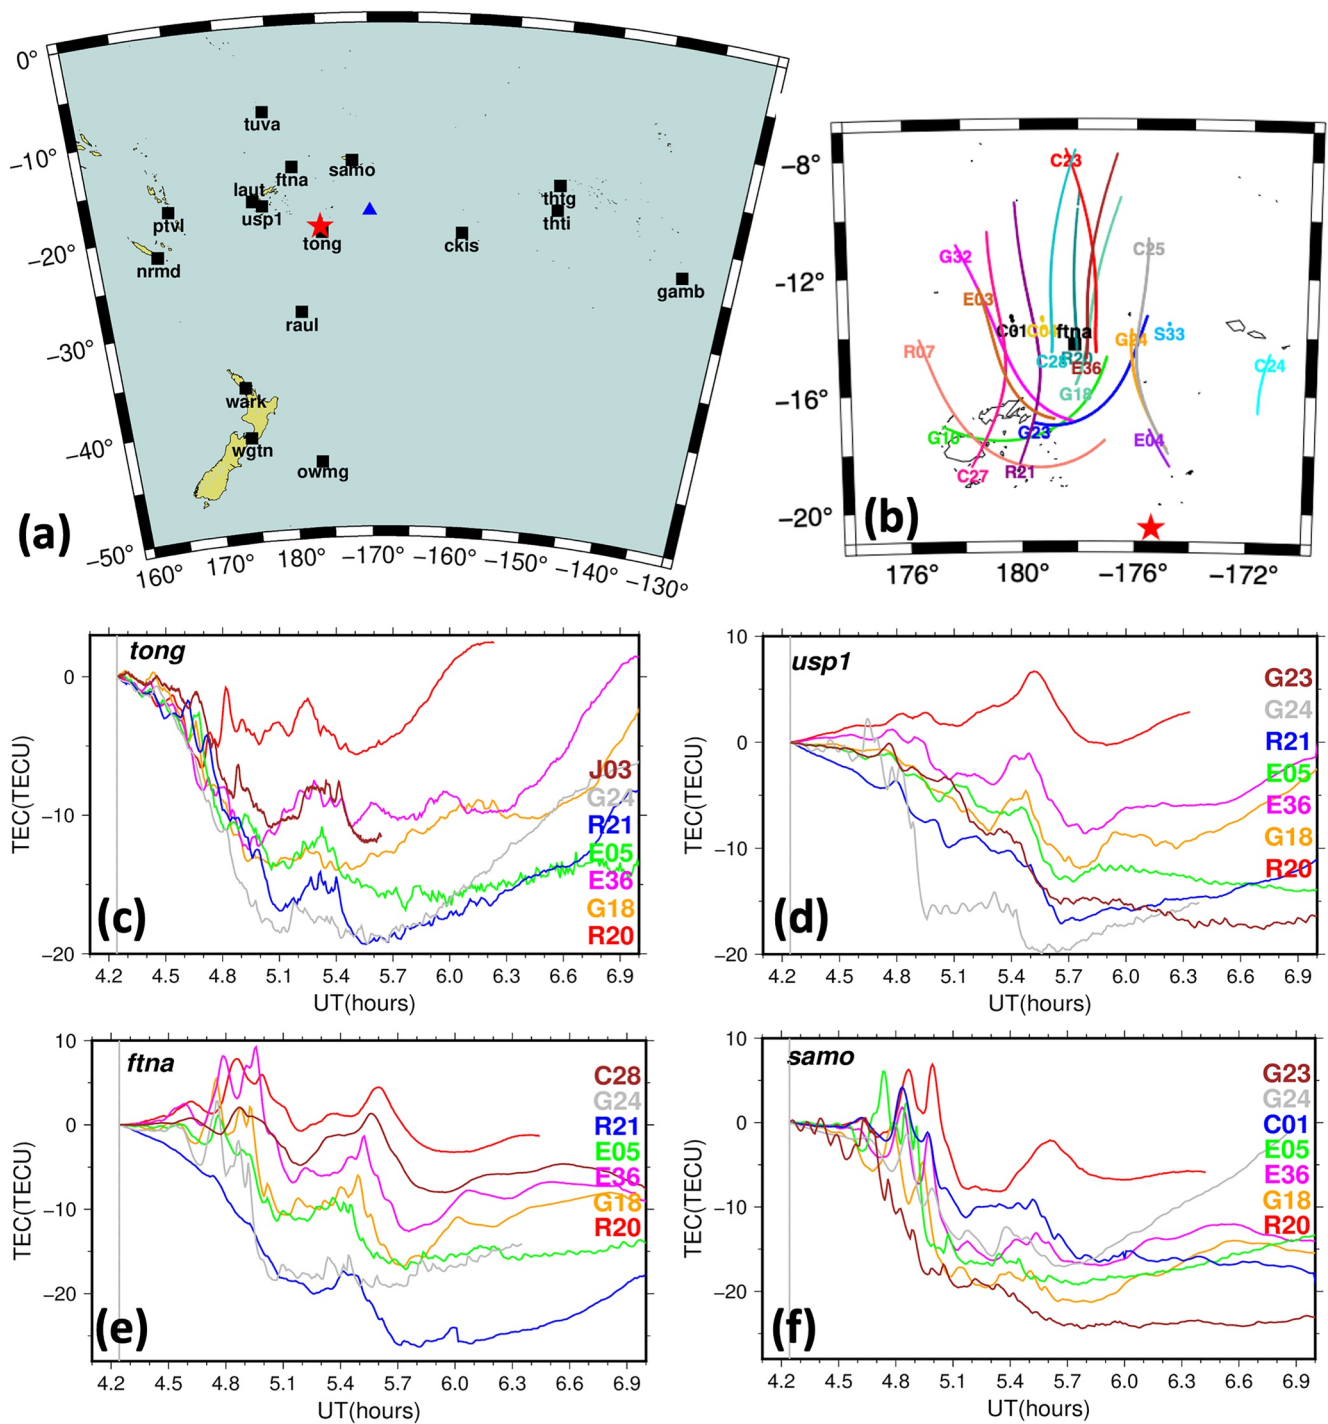 0°
−10°
−20°
−30°
−40°
−50°
160°
170°
180°
−170°
−160°
−150°
−140°
−130°
tuva
samo
ftna
laut
usp1
ptvl
nrmd
tong
thtg
thti
ckis
gamb
raul
wark
wgtn
owmg
(a)
−8°
−12°
−16°
−20°
176°
180°
−176°
−172°
C23
G32
C25
E03
C01
C04
ftna
G24
S33
R07
C28
R20
E36
C24
G18
G10
G23
E04
C27
R21
(b)
tong
0
−10
−20
TEC(TECU)
J03
G24
R21
E05
E36
G18
R20
(c)
4.2 4.5 4.8 5.1 5.4 5.7 6.0 6.3 6.6 6.9
UT(hours)
usp1
10
0
−10
−20
TEC(TECU)
G23
G24
R21
E05
E36
G18
R20
(d)
4.2 4.5 4.8 5.1 5.4 5.7 6.0 6.3 6.6 6.9
UT(hours)
ftna
10
0
−10
−20
TEC(TECU)
C28
G24
R21
E05
E36
G18
R20
(e)
4.2 4.5 4.8 5.1 5.4 5.7 6.0 6.3 6.6 6.9
UT(hours)
samo
10
0
−10
−20
TEC(TECU)
G23
G24
C01
E05
E36
G18
R20
(f)
4.2 4.5 4.8 5.1 5.4 5.7 6.0 6.3 6.6 6.9
UT(hours)